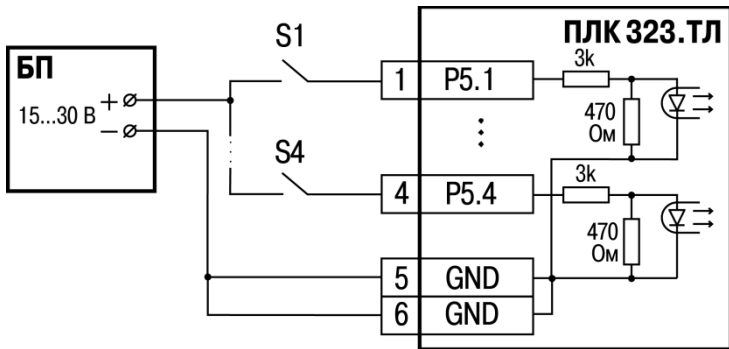 ПЛК 323.ТЛ
БП
15...30 В
+
–
S1
1
P5.1
3k
470
Ом
S4
4
P5.4
3k
470
Ом
5
GND
6
GND